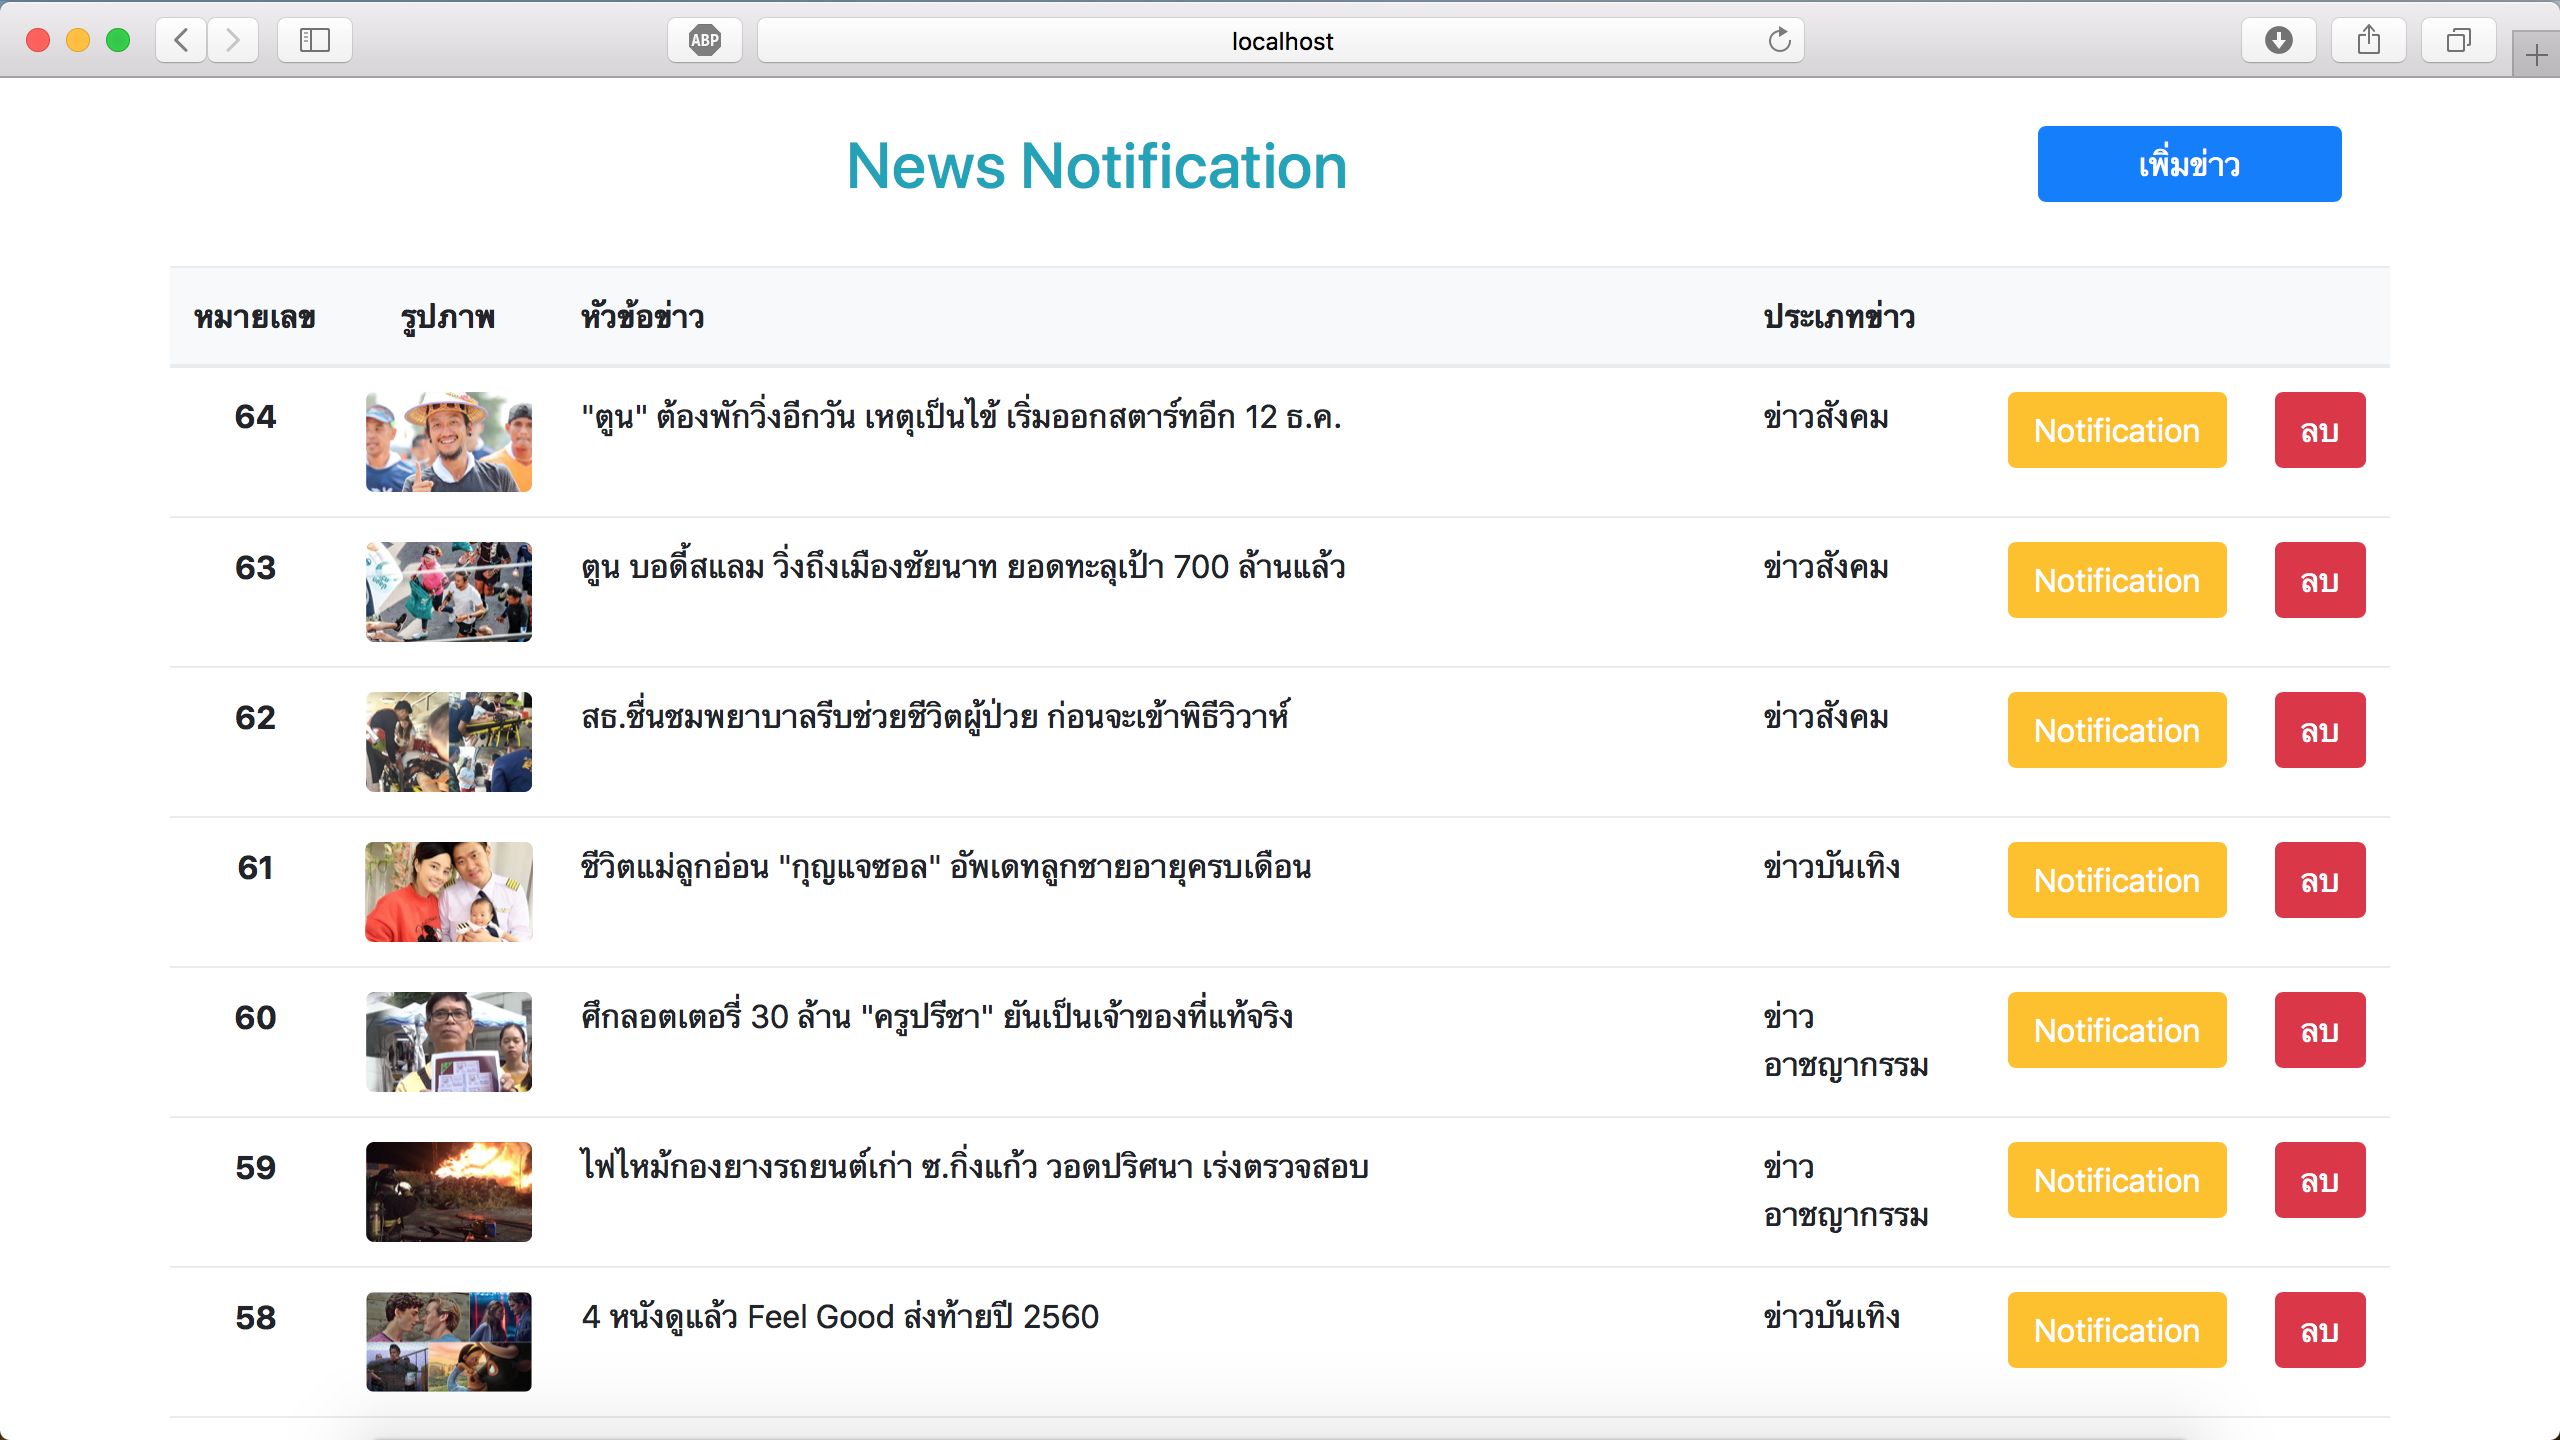 ABP
localhost
News Notification
เพิ่มข่าว
หมายเลข รูปภาพ หัวข้อข่าว ประเภทข่าว
64 "ตูน" ต้องพักวิ่งอีกวัน เหตุเป็นไข้ เริ่มออกสตาร์ทอีก 12 ธ.ค. ข่าวสังคม Notification ลบ
63 ตูน บอดี้สแลม วิ่งถึงเมืองชัยนาท ยอดทะลุเป้า 700 ล้านแล้ว ข่าวสังคม Notification ลบ
62 สธ.ชื่นชมพยาบาลรีบช่วยชีวิตผู้ป่วย ก่อนจะเข้าพิธีวิวาห์ ข่าวสังคม Notification ลบ
61 ชีวิตแม่ลูกอ่อน "กุญแจซอล" อัพเดทลูกชายอายุครบเดือน ข่าวบันเทิง Notification ลบ
60 ศึกลอตเตอรี่ 30 ล้าน "ครูปรีชา" ยันเป็นเจ้าของที่แท้จริง ข่าว Notification ลบ
อาชญากรรม
59 ไฟไหม้กองยางรถยนต์เก่า ซ.กิ่งแก้ว วอดปริศนา เร่งตรวจสอบ ข่าว Notification ลบ
อาชญากรรม
58 4 หนังดูแล้ว Feel Good ส่งท้ายปี 2560 ข่าวบันเทิง Notification ลบ